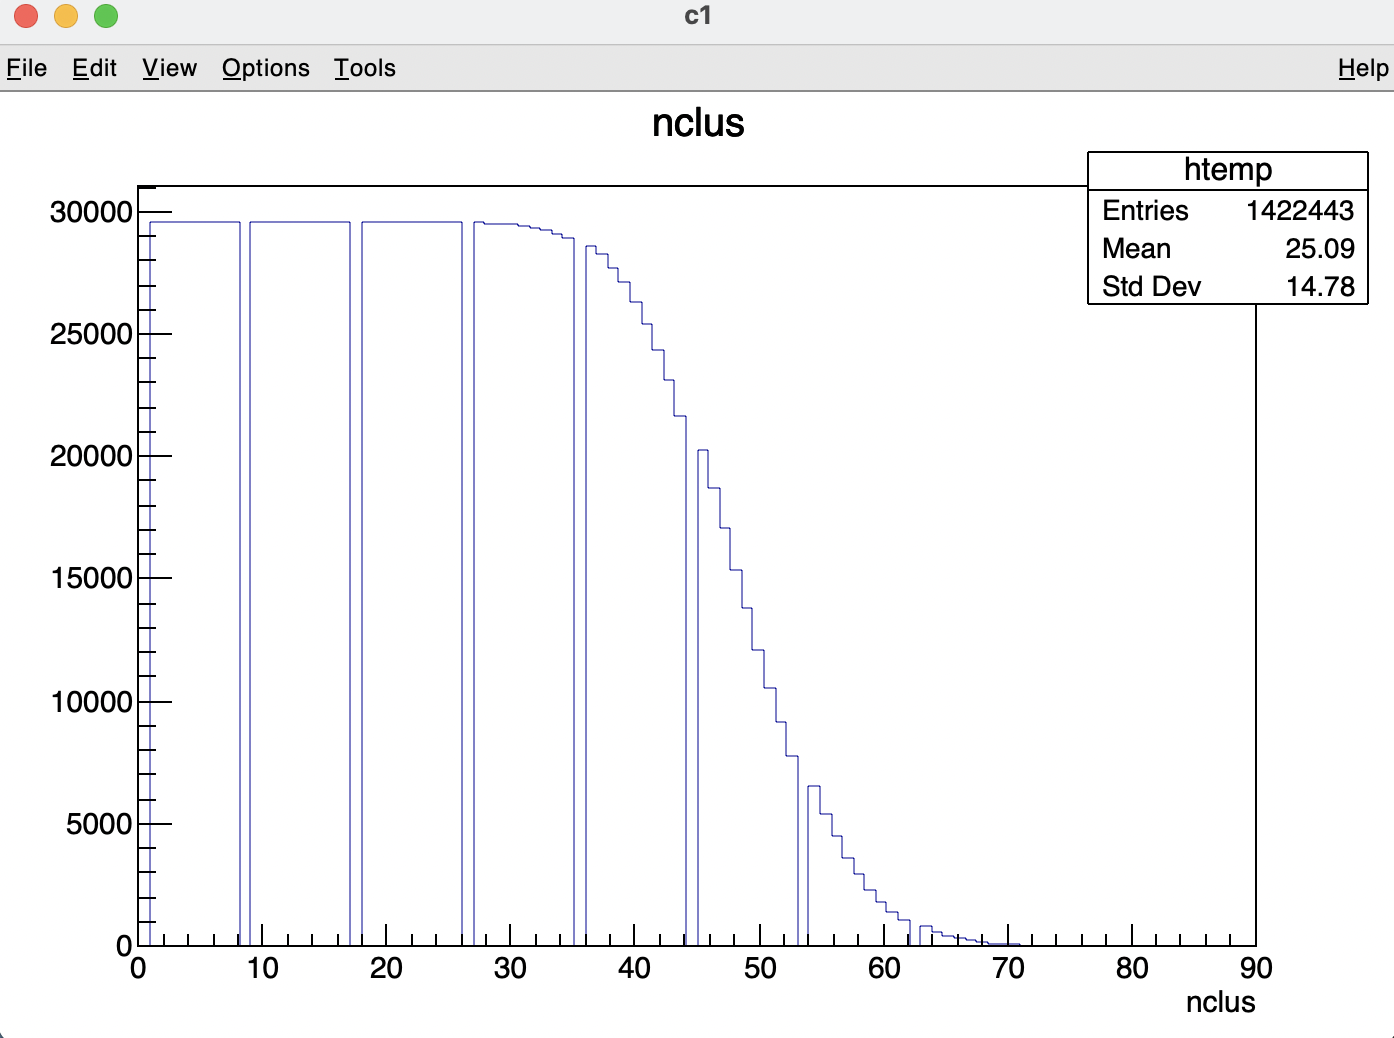 c1
File Edit View Options Tools Help
nclus
htemp
Entries 1422443
Mean 25.09
Std Dev 14.78
30000
25000
20000
15000
10000
5000
0
0 10 20 30 40 50 60 70 80 90
nclus